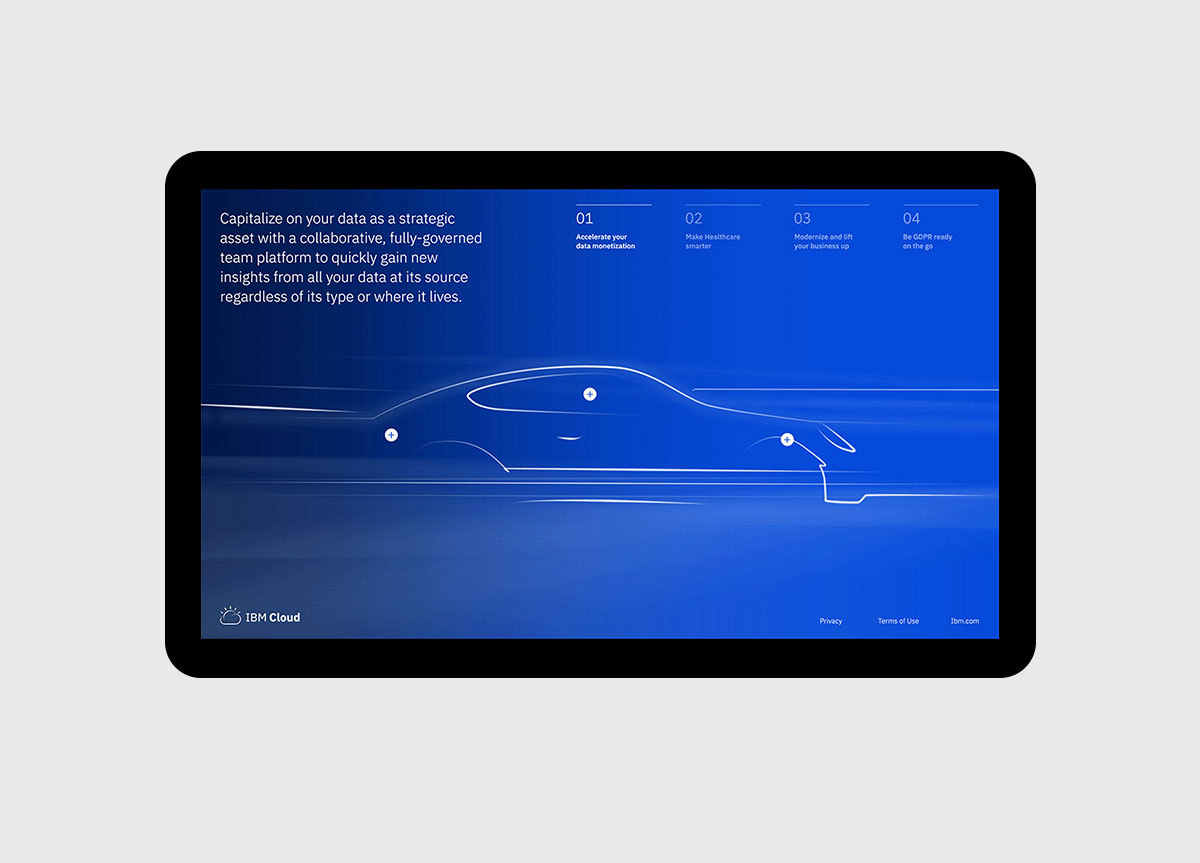 Capitalize on your data as a strategic
asset with a collaborative, fully-governed
team platform to quickly gain new
insights from all your data at its source
regardless of its type or where it lives.
01
Accelerate your
data monetization
02
Make Healthcare
smarter
03
Modernize and lift
your business up
04
Be GDPR ready
on the go
IBM Cloud
Privacy
Terms of Use
Ibm.com